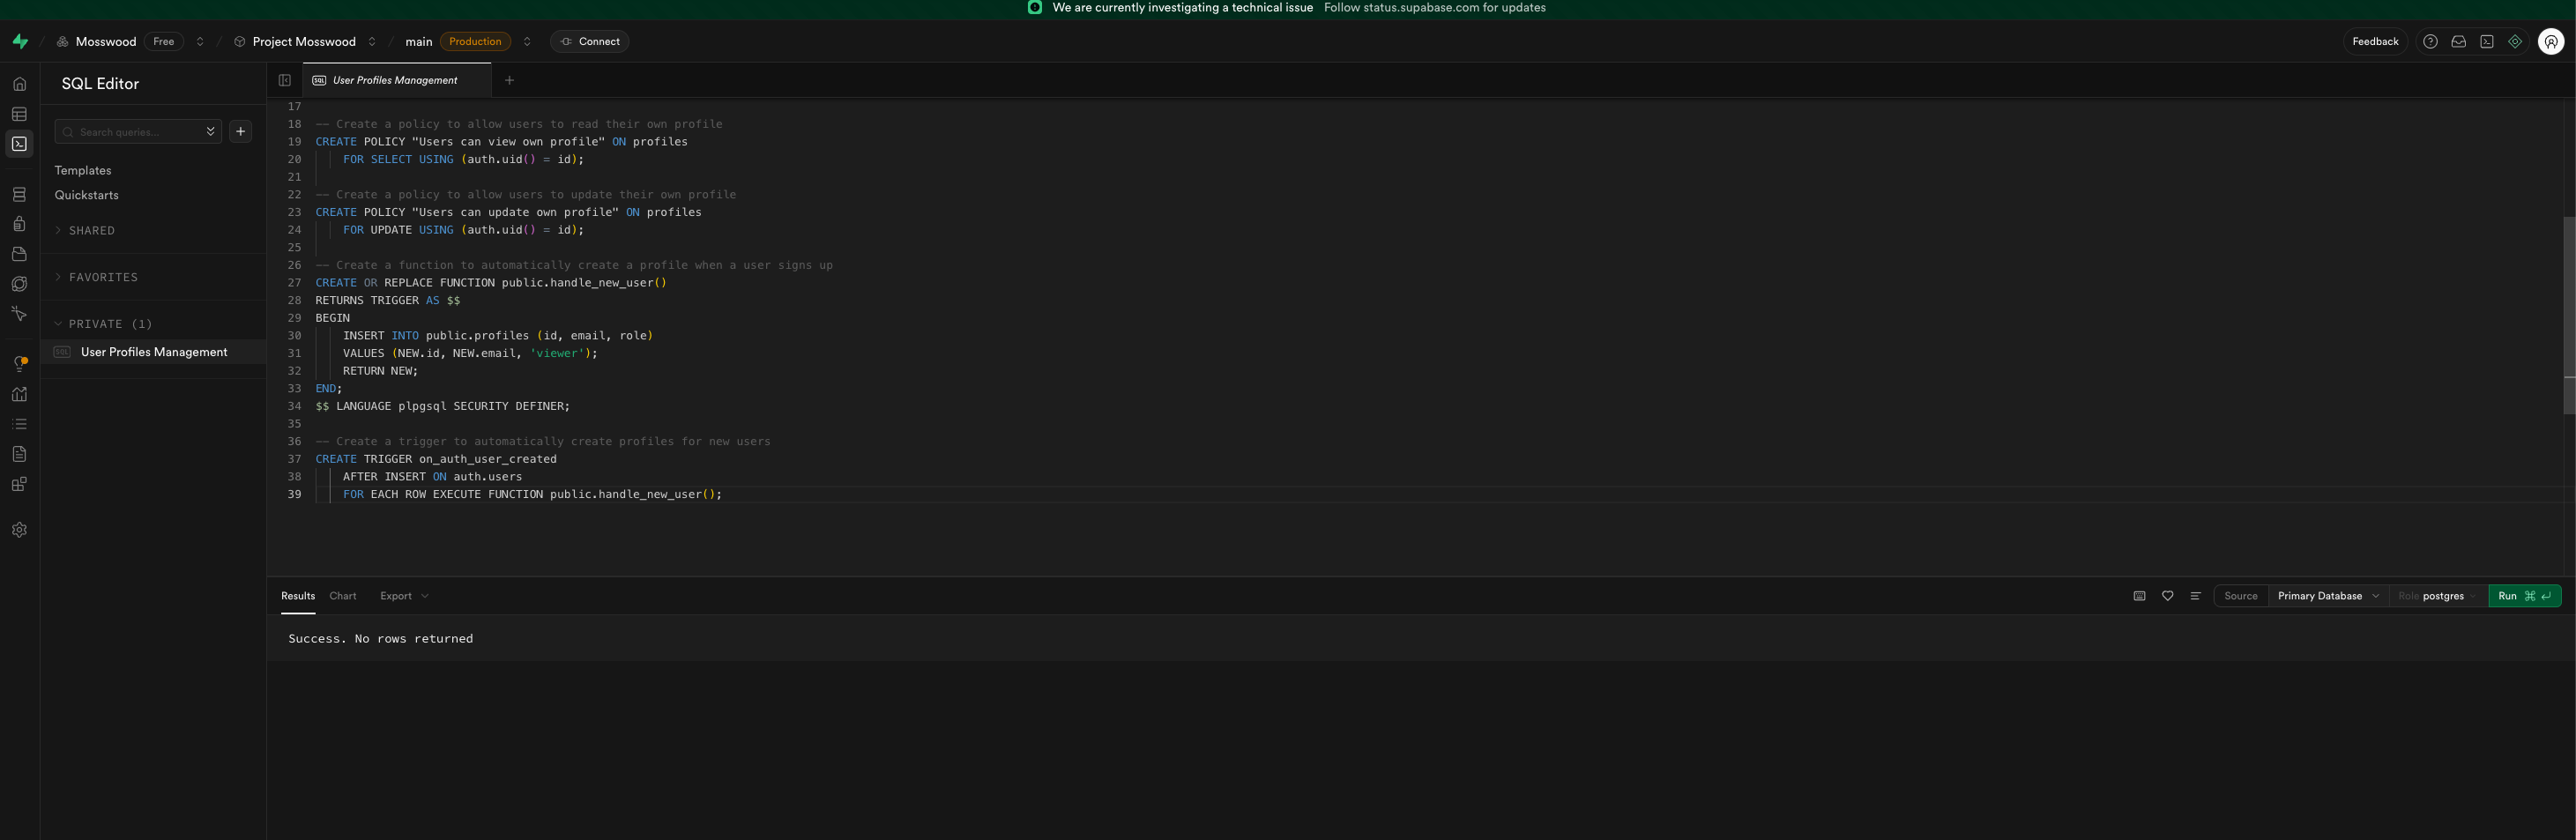 We are currently investigating a technical issue Follow status.supabase.com for updates
Mosswood Free Project Mosswood main Production Connect Feedback
SQL Editor
SQL User Profiles Management
Search queries...
Templates
Quickstarts
SHARED
FAVORITES
PRIVATE (1)
SQL User Profiles Management
17
18 -- Create a policy to allow users to read their own profile
19 CREATE POLICY "Users can view own profile" ON profiles
20 FOR SELECT USING (auth.uid() = id);
21
22 -- Create a policy to allow users to update their own profile
23 CREATE POLICY "Users can update own profile" ON profiles
24 FOR UPDATE USING (auth.uid() = id);
25
26 -- Create a function to automatically create a profile when a user signs up
27 CREATE OR REPLACE FUNCTION public.handle_new_user()
28 RETURNS TRIGGER AS $$
29 BEGIN
30 INSERT INTO public.profiles (id, email, role)
31 VALUES (NEW.id, NEW.email, 'viewer');
32 RETURN NEW;
33 END;
34 $$ LANGUAGE plpgsql SECURITY DEFINER;
35
36 -- Create a trigger to automatically create profiles for new users
37 CREATE TRIGGER on_auth_user_created
38 AFTER INSERT ON auth.users
39 FOR EACH ROW EXECUTE FUNCTION public.handle_new_user();
Results Chart Export Source Primary Database Role postgres Run ⌘ ↵
Success. No rows returned